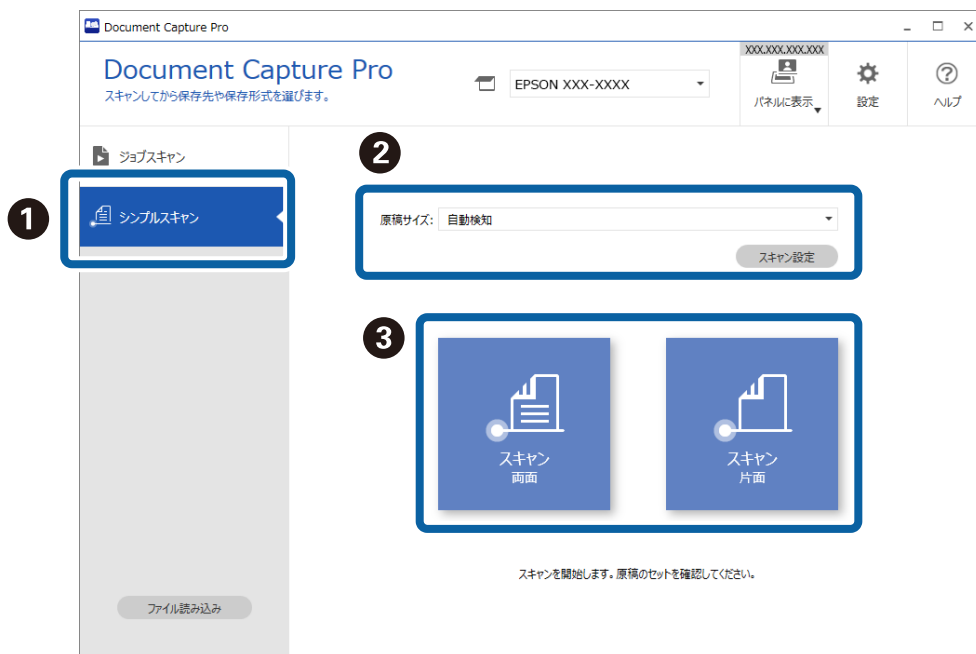 Document Capture Pro
Document Capture Pro
スキャンしてから保存先や保存形式を選びます。
EPSON XXX-XXXX
XXX.XXX.XXX.XXX
パネルに表示
設定
ヘルプ
ジョブスキャン
1
シンプルスキャン
2
原稿サイズ: 自動検知
スキャン設定
3
スキャン
両面
スキャン
片面
スキャンを開始します。原稿のセットを確認してください。
ファイル読み込み